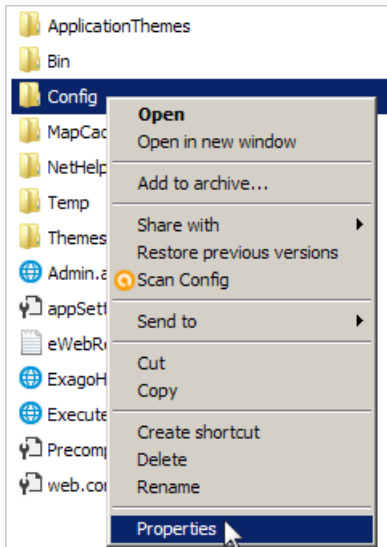 ApplicationThemes
Bin
Config
MapCac
NetHelp
Temp
Themes
Admin.a
appSett
eWebRe
ExagoH
Execute
Precomp
web.con
Open
Open in new window
Add to archive...
Share with
Restore previous versions
Scan Config
Send to
Cut
Copy
Create shortcut
Delete
Rename
Properties